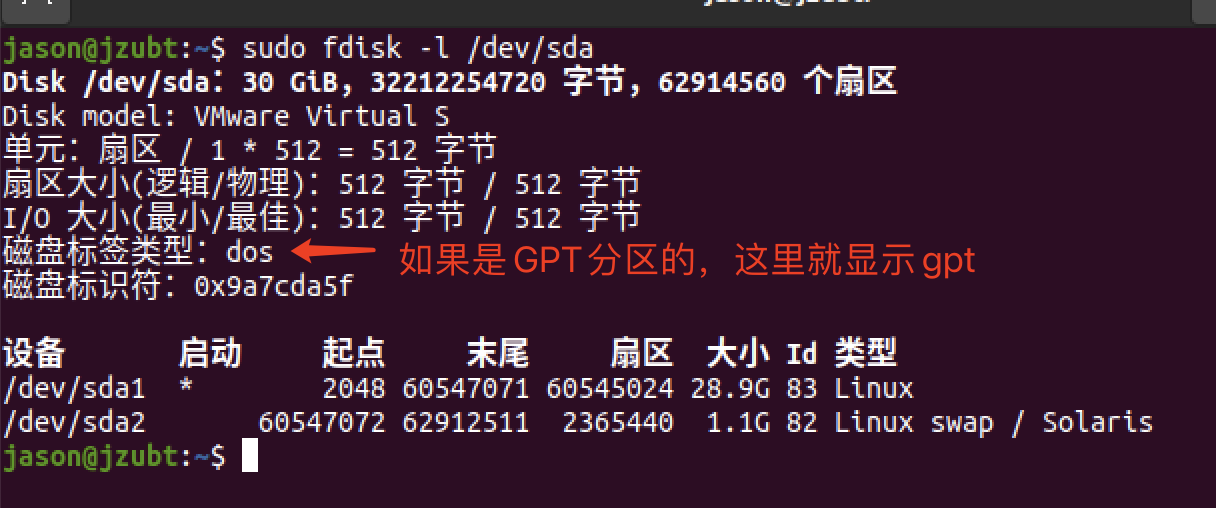 jason@jzubt:~$ sudo fdisk -l /dev/sda
Disk /dev/sda：30 GiB，32212254720 字节，62914560 个扇区
Disk model: VMware Virtual S
单元：扇区 / 1 * 512 = 512 字节
扇区大小(逻辑/物理)：512 字节 / 512 字节
I/O 大小(最小/最佳)：512 字节 / 512 字节
磁盘标签类型：dos 如果是GPT分区的，这里就显示gpt
磁盘标识符：0x9a7cda5f
设备 启动 起点 末尾 扇区 大小 Id 类型
/dev/sda1 * 2048 60547071 60545024 28.9G 83 Linux
/dev/sda2 60547072 62912511 2365440 1.1G 82 Linux swap / Solaris
jason@jzubt:~$